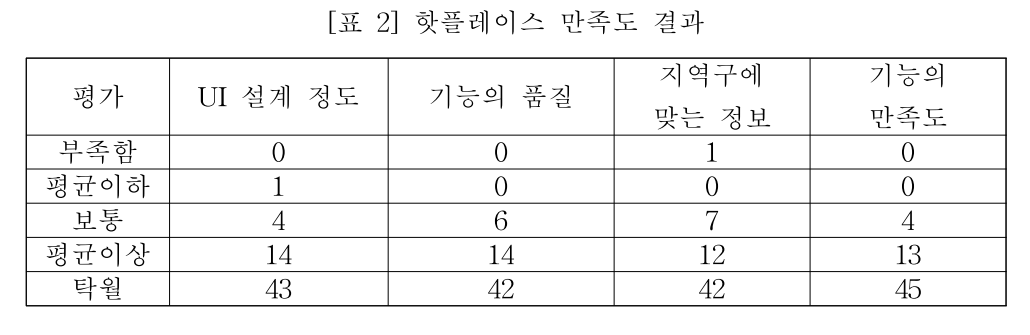 [표 2] 핫플레이스 만족도 결과
평가 UI 설계 정도 기능의 품질 지역구에 맞는 정보 기능의 만족도
부족함 0 0 1 0
평균이하 1 0 0 0
보통 4 6 7 4
평균이상 14 14 12 13
탁월 43 42 42 45